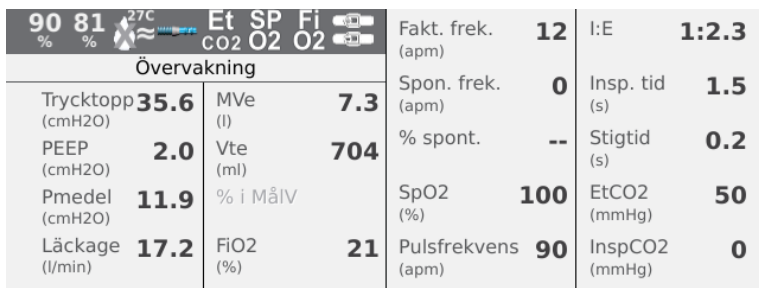 90 % 81 % 27C Et CO2 SP O2 Fi O2
Övervakning
Trycktopp (cmH2O) 35.6
PEEP (cmH2O) 2.0
Pmedel (cmH2O) 11.9
Läckage (l/min) 17.2
MVe (l) 7.3
Vte (ml) 704
% i MålV
FiO2 (%) 21
Fakt. frek. (apm) 12
Spon. frek. (apm) 0
% spont. --
SpO2 (%) 100
Pulsfrekvens (apm) 90
I:E 1:2.3
Insp. tid (s) 1.5
Stigtid (s) 0.2
EtCO2 (mmHg) 50
InspCO2 (mmHg) 0